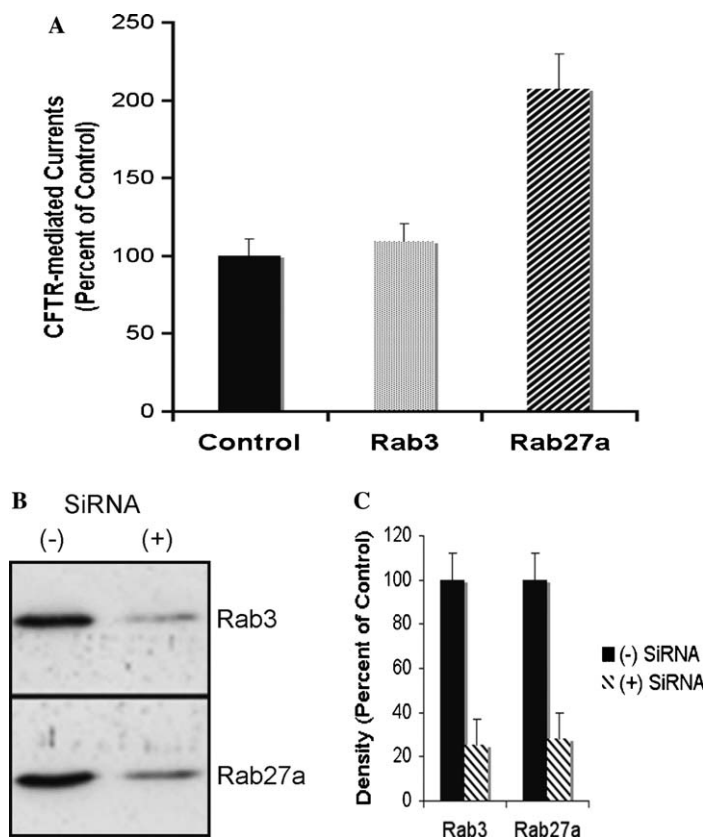 A
CFTR-mediated Currents
(Percent of Control)
250
200
150
100
50
0
Control Rab3 Rab27a
B
SiRNA
(-) (+)
Rab3
Rab27a
C
Density (Percent of Control)
120
100
80
60
40
20
0
Rab3 Rab27a
(-) SiRNA
(+) SiRNA